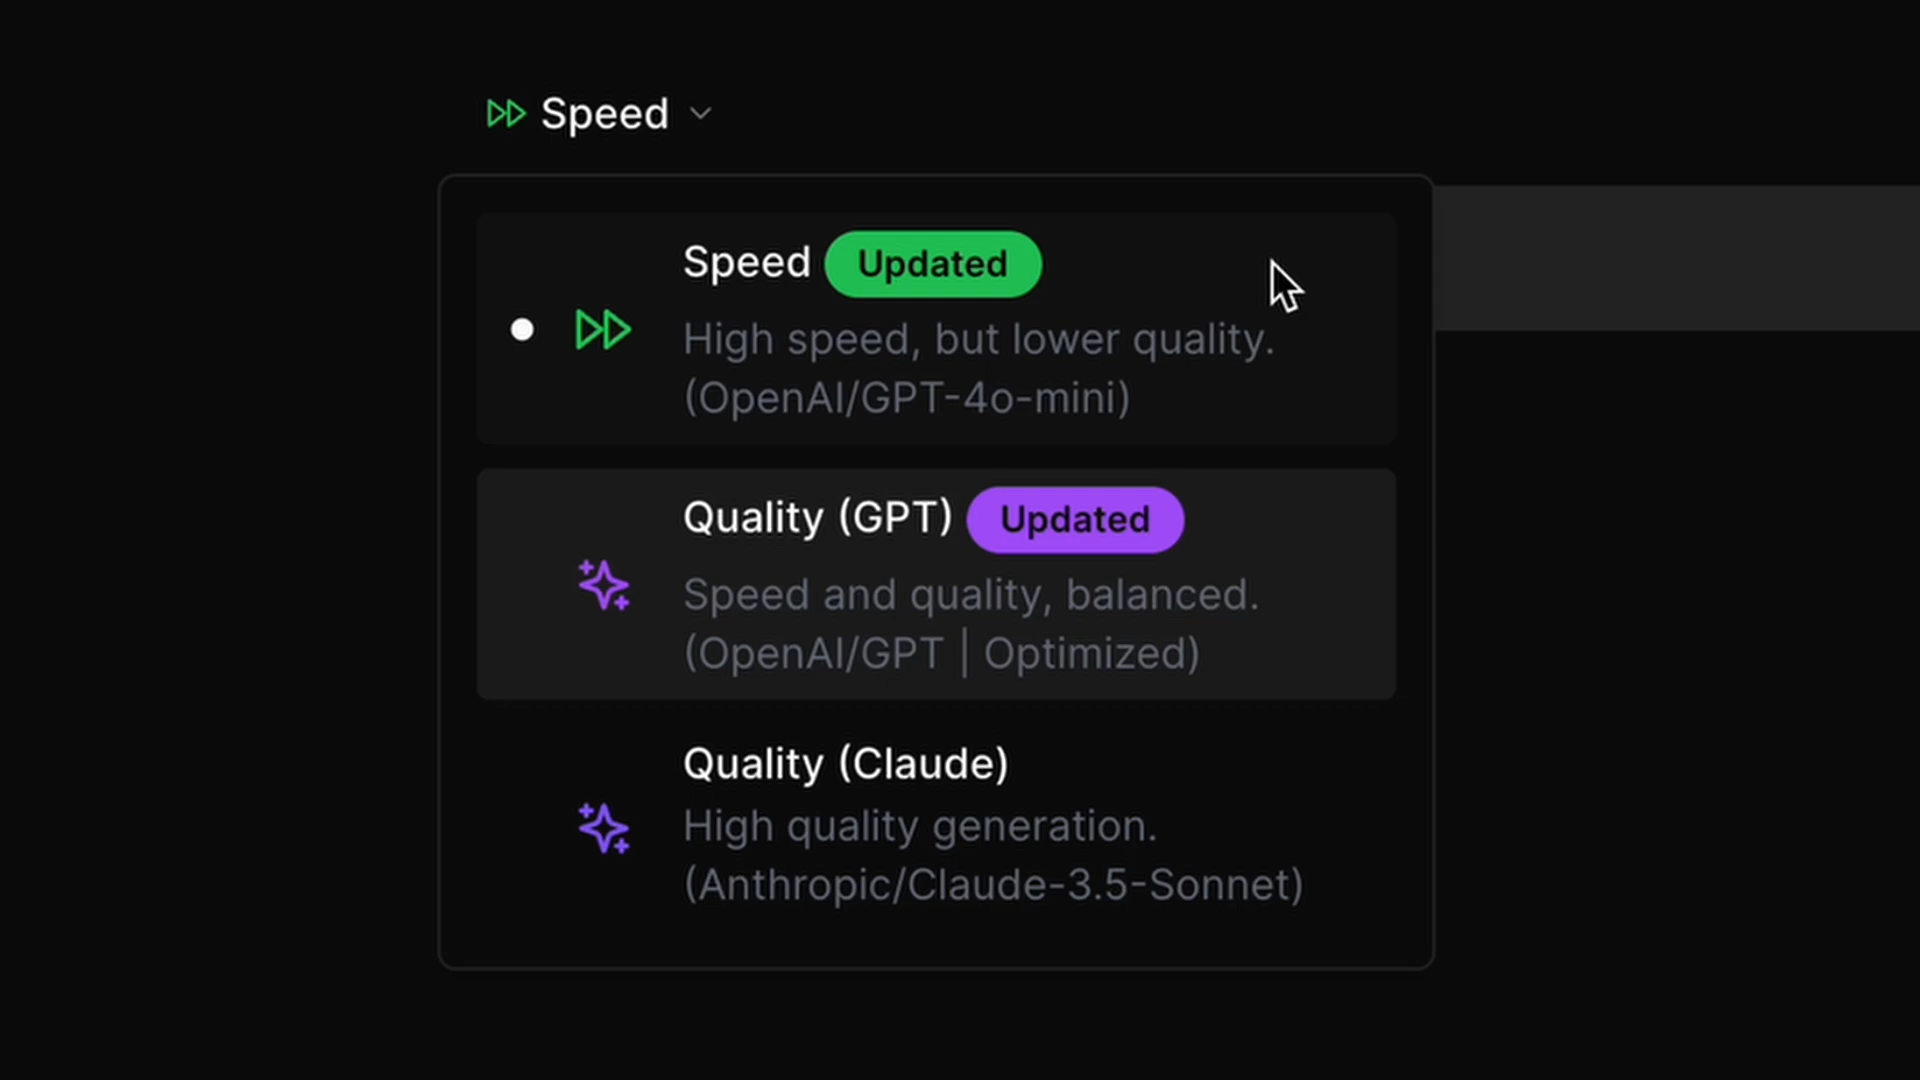 Speed
Speed Updated
High speed, but lower quality.
(OpenAI/GPT-4o-mini)
Quality (GPT) Updated
Speed and quality, balanced.
(OpenAI/GPT | Optimized)
Quality (Claude)
High quality generation.
(Anthropic/Claude-3.5-Sonnet)